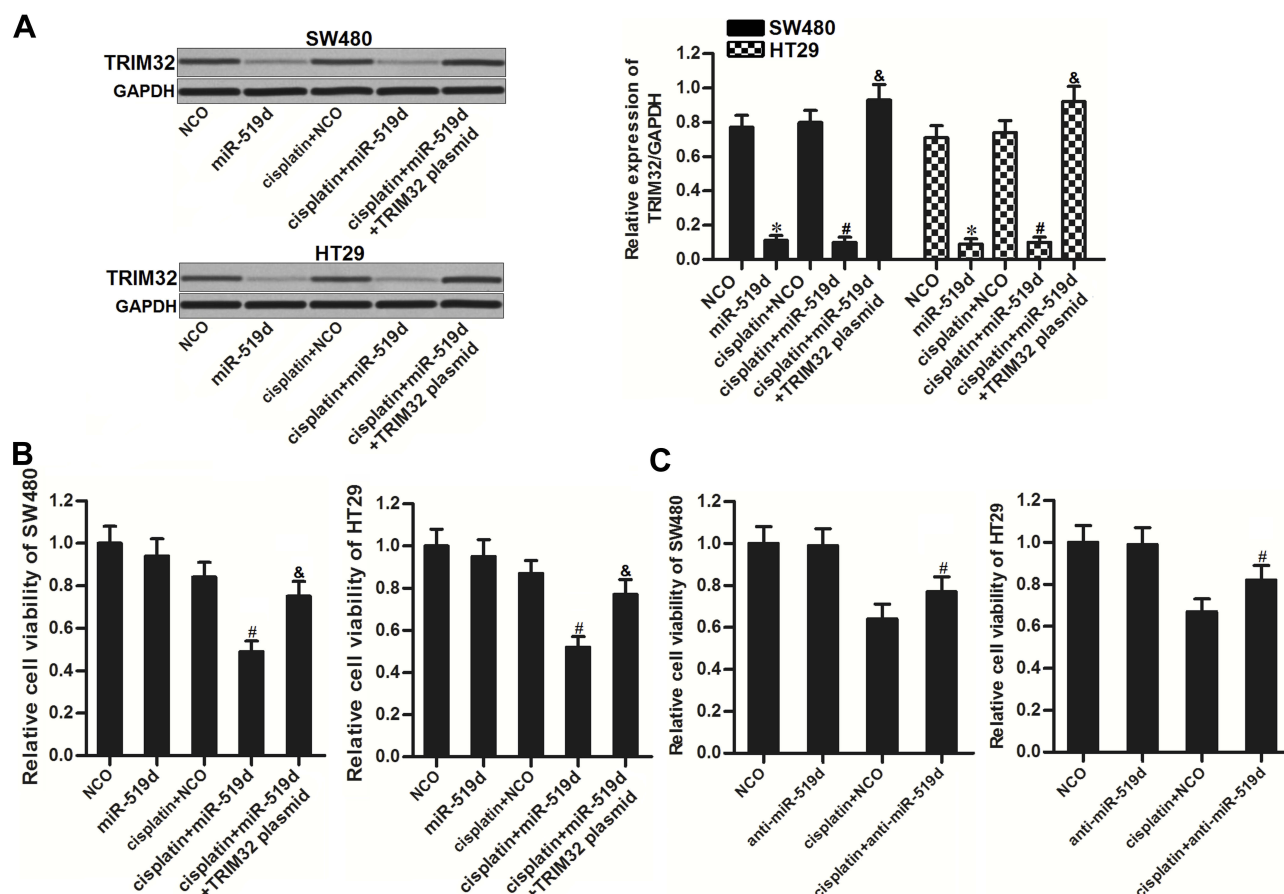 A
SW480
TRIM32
GAPDH
NCO
miR-519d
cisplatin+NCO
cisplatin+miR-519d
cisplatin+miR-519d
+TRIM32 plasmid
HT29
TRIM32
GAPDH
NCO
miR-519d
cisplatin+NCO
cisplatin+miR-519d
cisplatin+miR-519d
+TRIM32 plasmid
SW480
HT29
Relative expression of
TRIM32/GAPDH
1.2
1.0
0.8
0.6
0.4
0.2
0.0
*
#
&
*
#
&
NCO
miR-519d
cisplatin+NCO
cisplatin+miR-519d
cisplatin+miR-519d
+TRIM32 plasmid
NCO
miR-519d
cisplatin+NCO
cisplatin+miR-519d
cisplatin+miR-519d
+TRIM32 plasmid
B
Relative cell viability of SW480
1.2
1.0
0.8
0.6
0.4
0.2
0.0
#
&
NCO
miR-519d
cisplatin+NCO
cisplatin+miR-519d
cisplatin+miR-519d
+TRIM32 plasmid
Relative cell viability of HT29
1.2
1.0
0.8
0.6
0.4
0.2
0.0
#
&
NCO
miR-519d
cisplatin+NCO
cisplatin+miR-519d
cisplatin+miR-519d
+TRIM32 plasmid
C
Relative cell viability of SW480
1.2
1.0
0.8
0.6
0.4
0.2
0.0
#
NCO
anti-miR-519d
cisplatin+NCO
cisplatin+anti-miR-519d
Relative cell viability of HT29
1.2
1.0
0.8
0.6
0.4
0.2
0.0
#
NCO
anti-miR-519d
cisplatin+NCO
cisplatin+anti-miR-519d